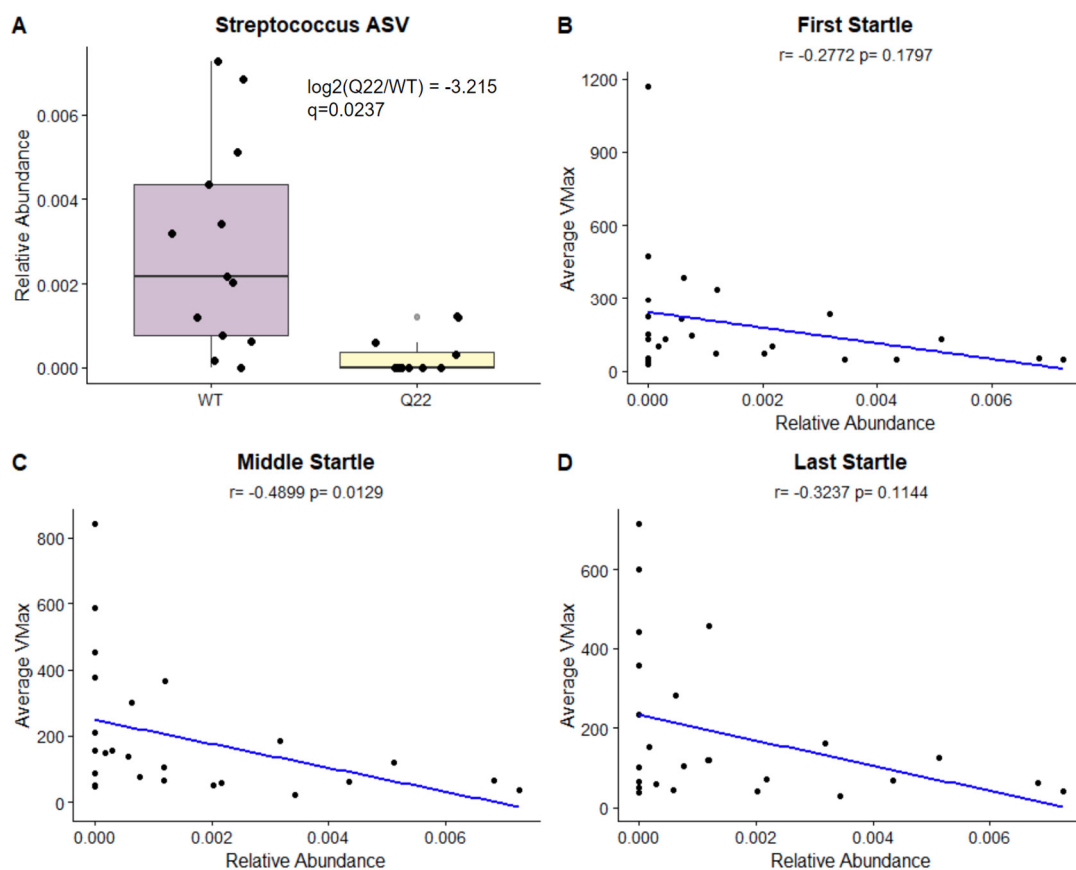 A
Streptococcus ASV
log2(Q22/WT) = -3.215
q=0.0237
Relative Abundance
0.006
0.004
0.002
0.000
WT
Q22
B
First Startle
r= -0.2772 p= 0.1797
Average VMax
1200
900
600
300
0
0.000
0.002
0.004
0.006
Relative Abundance
C
Middle Startle
r= -0.4899 p= 0.0129
Average VMax
800
600
400
200
0
0.000
0.002
0.004
0.006
Relative Abundance
D
Last Startle
r= -0.3237 p= 0.1144
Average VMax
600
400
200
0
0.000
0.002
0.004
0.006
Relative Abundance